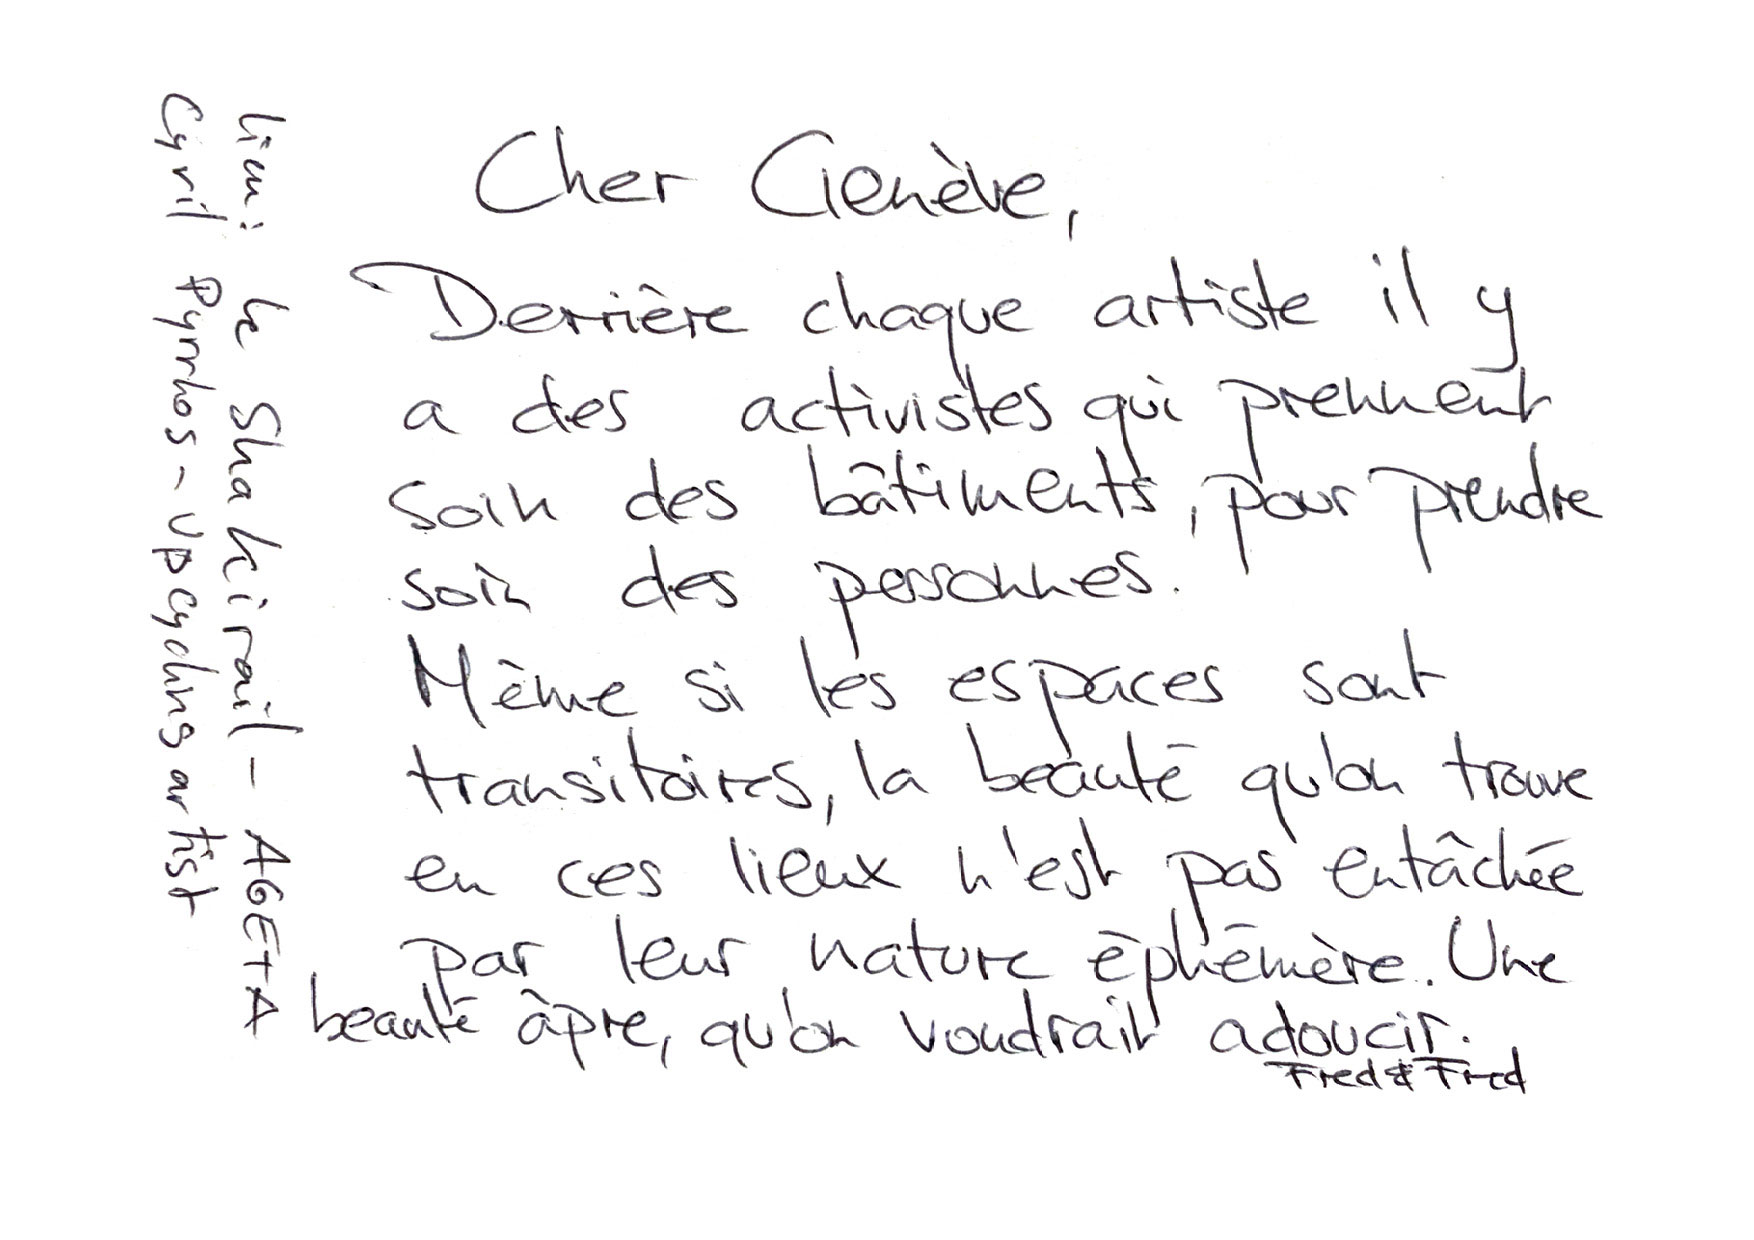 Cher Genève,
Derrière chaque artiste il y
a des activistes qui prennent
soin des bâtiments, pour prendre
soin des personnes.
Même si les espaces sont
transitoires, la beauté qu'on trouve
en ces lieux n'est pas entâchée
par leur nature éphémère. Une
beauté âpre, qu'on voudrait adoucir.
Fred & Fred
lieu: le Shakirail - AGETA
Cyril Pyrrhos - upcycling artist